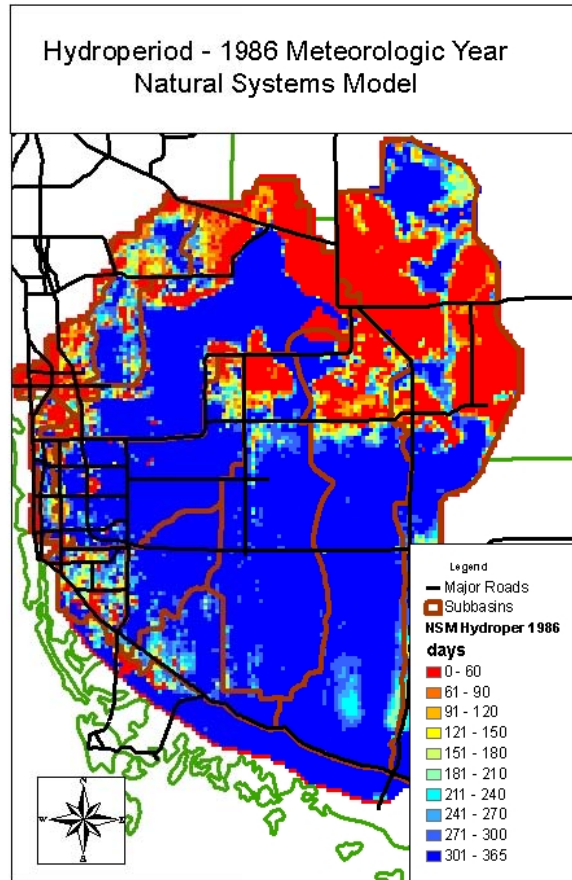 Hydroperiod - 1986 Meteorologic Year
Natural Systems Model
Legend
Major Roads
Subbasins
NSM Hydroper 1986
days
0 - 60
61 - 90
91 - 120
121 - 150
151 - 180
181 - 210
211 - 240
241 - 270
271 - 300
301 - 365
N
W
E
S